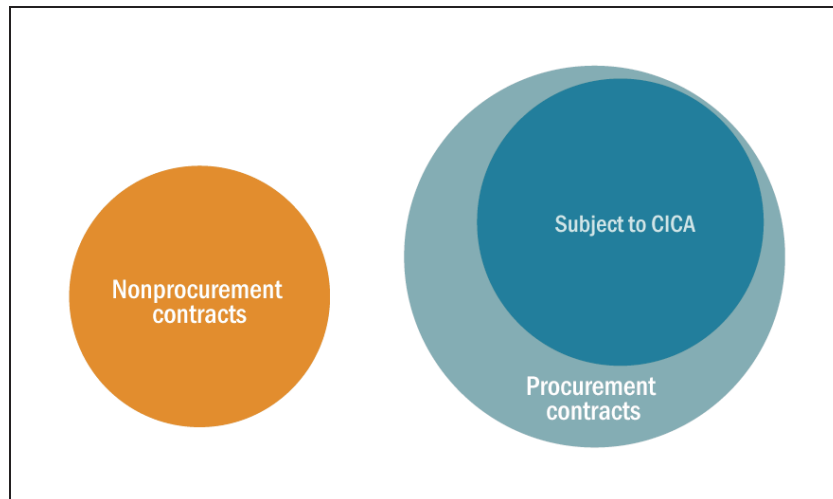 Nonprocurement
contracts
Subject to CICA
Procurement
contracts